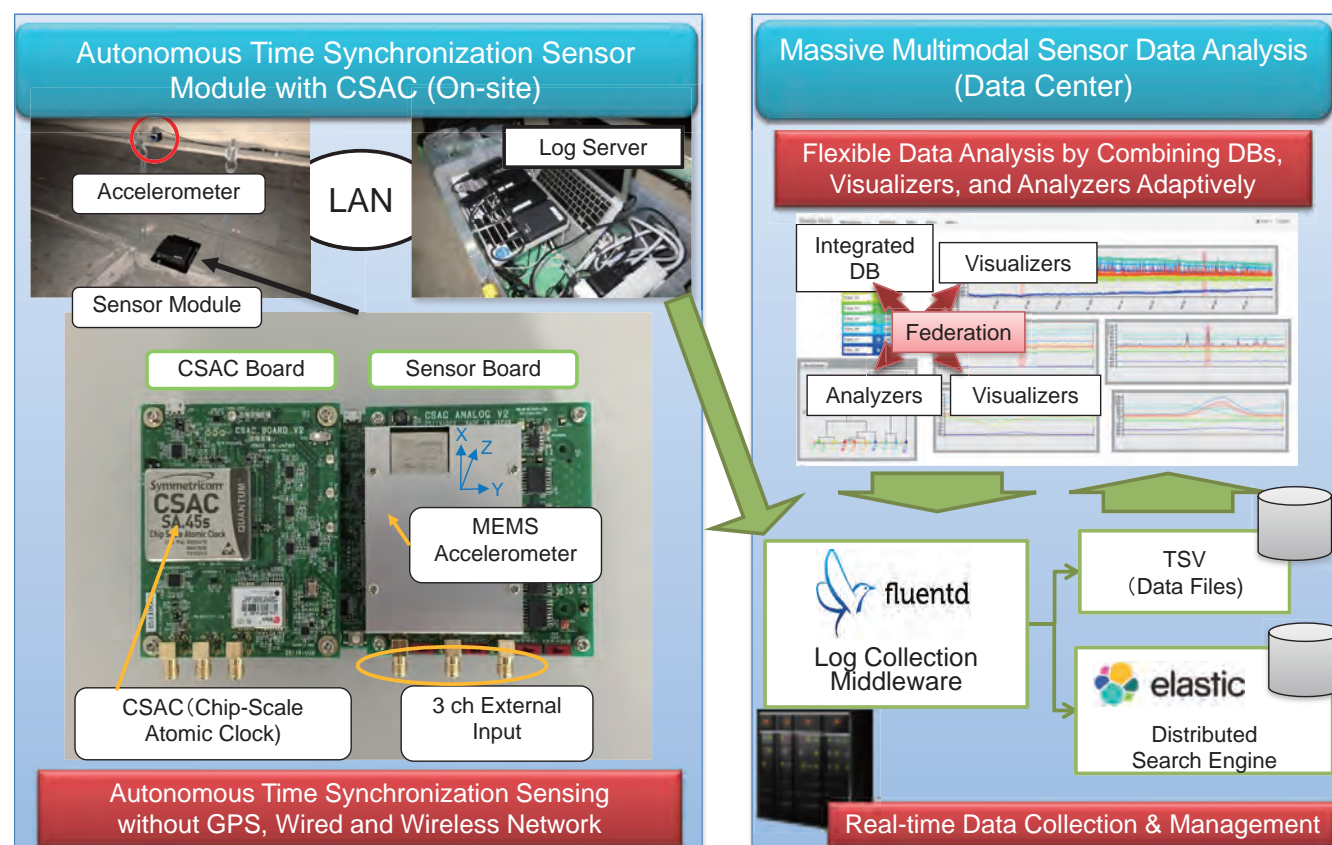 Autonomous Time Synchronization Sensor
Module with CSAC (On-site)
Accelerometer
LAN
Log Server
Sensor Module
CSAC Board
Sensor Board
CSAC BOARD V2
CSAC ANALOG V2
X
Z
Y
Symmetricom
CSAC
SA.45s
Chip Scale Atomic Clock
QUANTUM
MEMS
Accelerometer
CSAC(Chip-Scale
Atomic Clock)
3 ch External
Input
Autonomous Time Synchronization Sensing
without GPS, Wired and Wireless Network
Massive Multimodal Sensor Data Analysis
(Data Center)
Flexible Data Analysis by Combining DBs,
Visualizers, and Analyzers Adaptively
Integrated
DB
Visualizers
Federation
Analyzers
Visualizers
fluentd
Log Collection
Middleware
TSV
(Data Files)
elastic
Distributed
Search Engine
Real-time Data Collection & Management